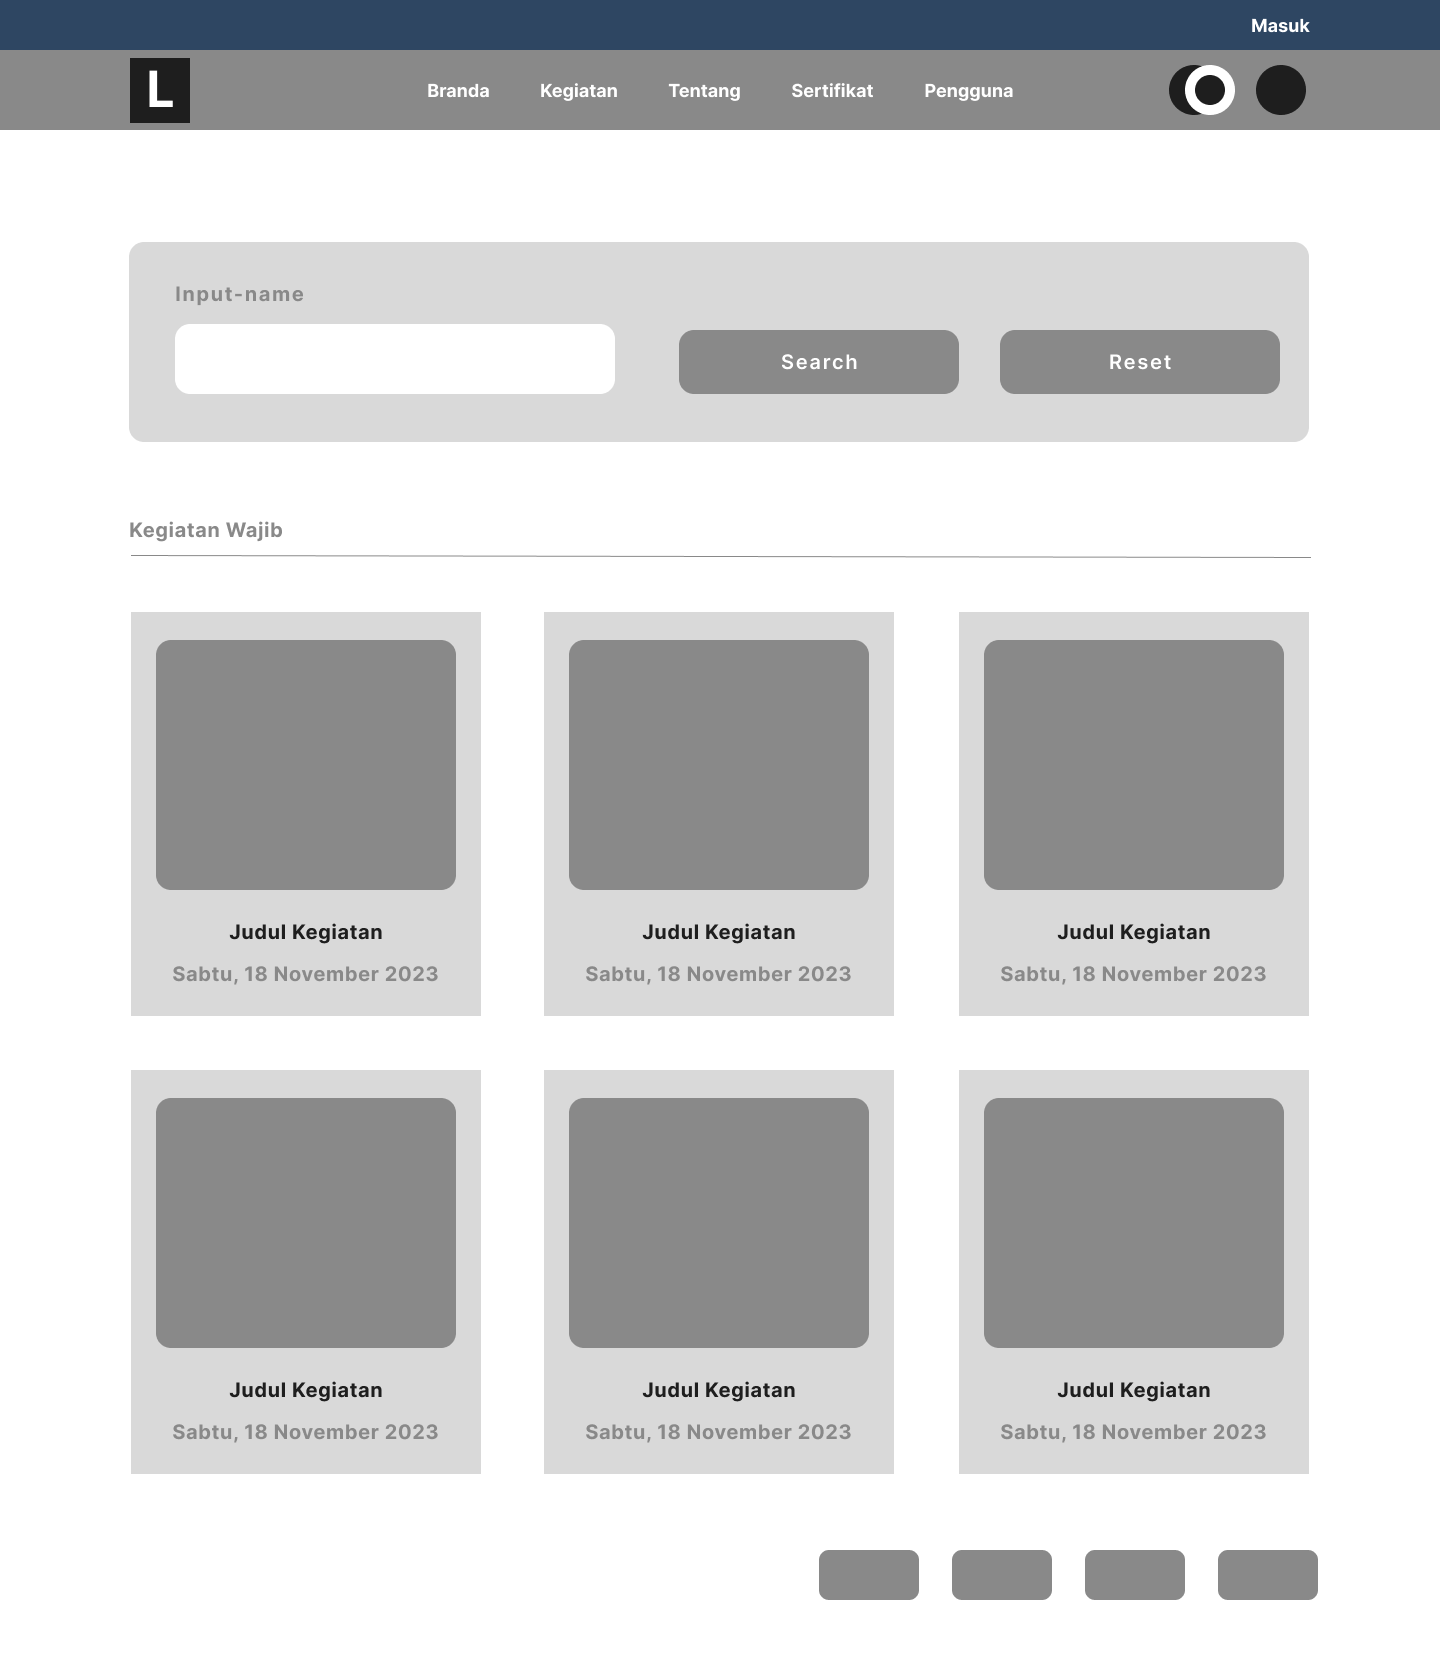 Masuk
L
Branda Kegiatan Tentang Sertifikat Pengguna
Input-name
Search Reset
Kegiatan Wajib
Judul Kegiatan Judul Kegiatan Judul Kegiatan
Sabtu, 18 November 2023 Sabtu, 18 November 2023 Sabtu, 18 November 2023
Judul Kegiatan Judul Kegiatan Judul Kegiatan
Sabtu, 18 November 2023 Sabtu, 18 November 2023 Sabtu, 18 November 2023